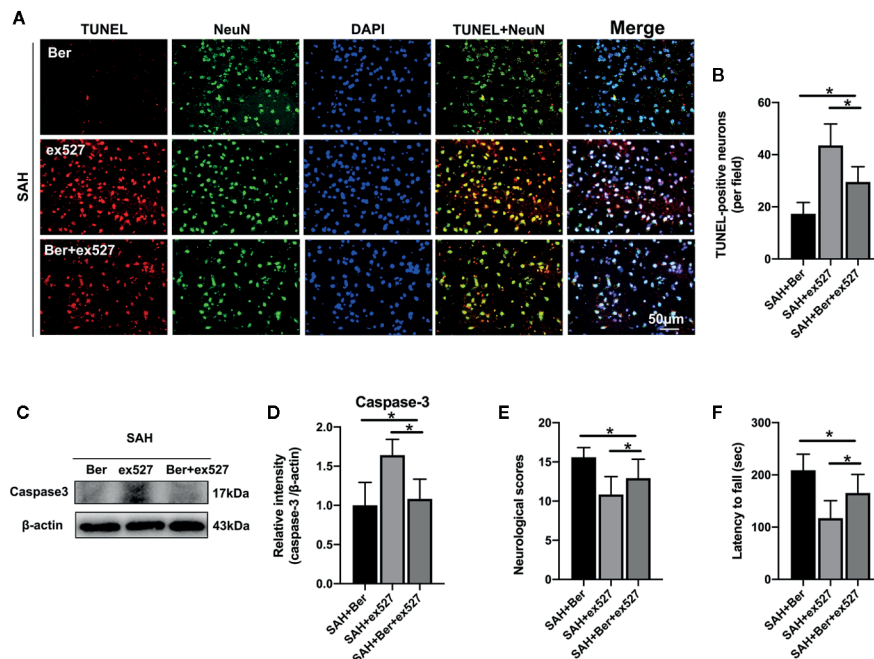 A
TUNEL NeuN DAPI TUNEL+NeuN Merge
SAH
Ber
ex527
Ber+ex527
50μm
B
TUNEL-positive neurons
(per field)
60
40
20
0
SAH+Ber
SAH+ex527
SAH+Ber+ex527
*
*
C
SAH
Ber ex527 Ber+ex527
Caspase3 17kDa
β-actin 43kDa
D
Caspase-3
Relative intensity
(caspase-3 /β-actin)
2.0
1.5
1.0
0.5
0.0
SAH+Ber
SAH+ex527
SAH+Ber+ex527
*
*
E
Neurological scores
20
15
10
5
0
SAH+Ber
SAH+ex527
SAH+Ber+ex527
*
*
F
Latency to fall (sec)
300
200
100
0
SAH+Ber
SAH+ex527
SAH+Ber+ex527
*
*